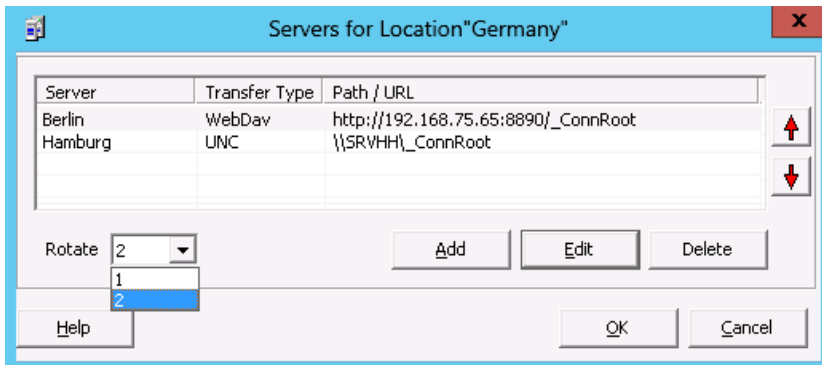 Servers for Location"Germany"
x
Server Transfer Type Path / URL
Berlin WebDav http://192.168.75.65:8890/_ConnRoot
Hamburg UNC \\SRVHH\_ConnRoot
Rotate 2 Add Edit Delete
1
2
Help OK Cancel